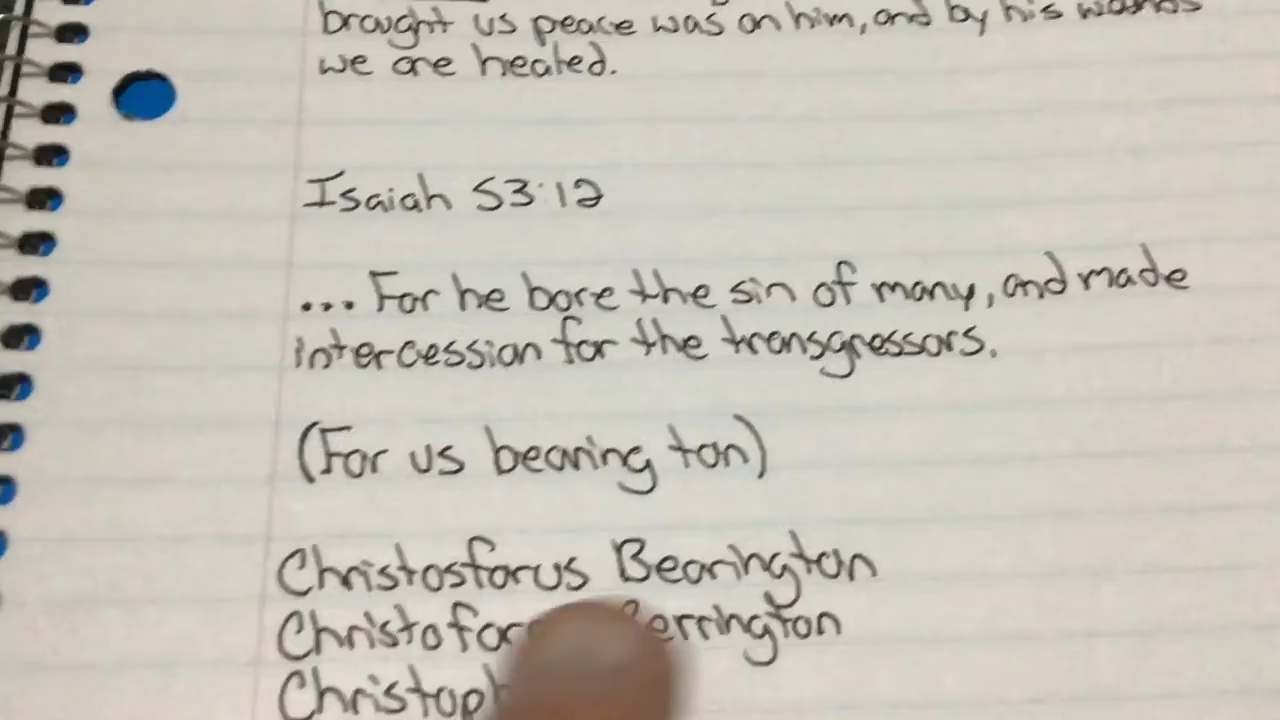 brought us peace was on him, and by his wounds
we are healed.
Isaiah 53:12
... For he bore the sin of many, and made
intercession for the transgressors.
(For us bearing ton)
Christosforus Bearington
Christofor errington
Christoph